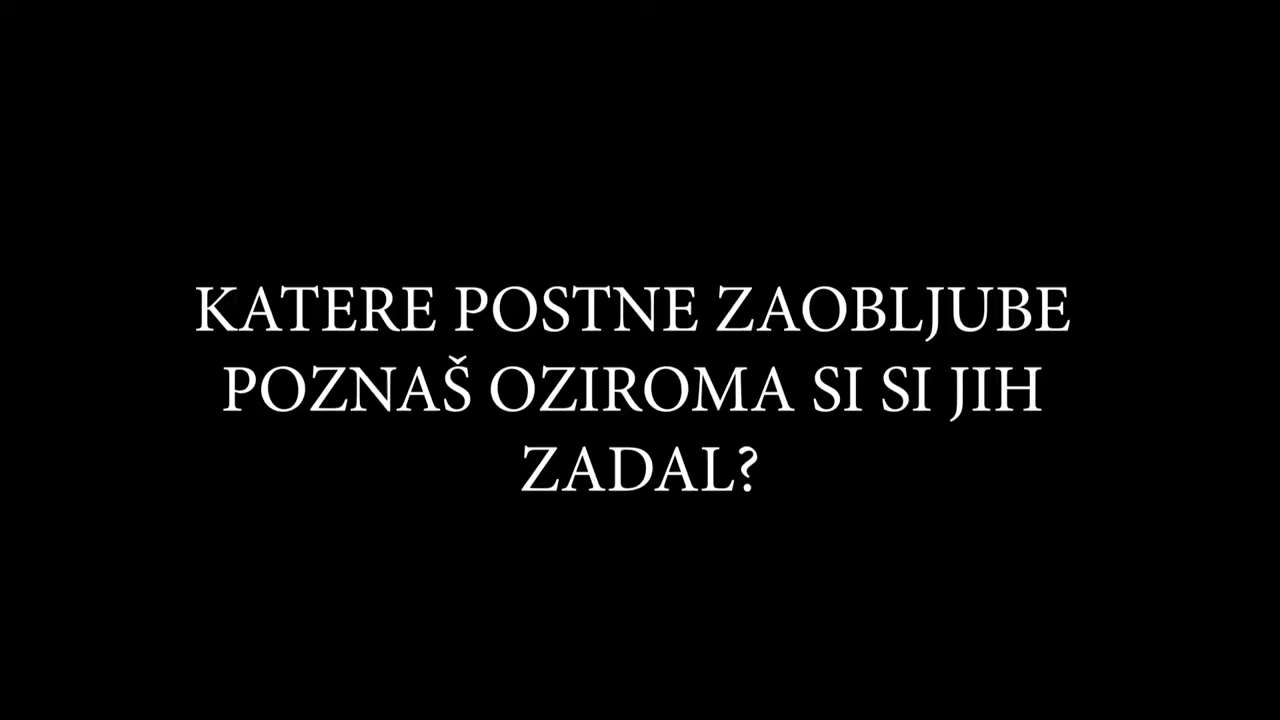 KATERE POSTNE ZAOBLJUBE
POZNAŠ OZIROMA SI SI JIH
ZADAL?